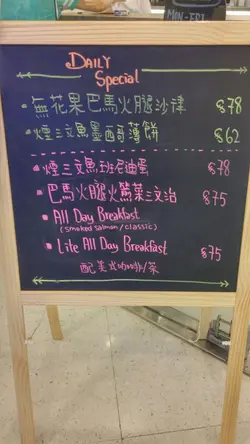 MON-FRI
DAILY
Special
無花果巴馬火腿沙律 $78
煙三文魚墨西哥薄餅 $62
煙三文魚班尼迪蛋 $78
巴馬火腿火箭菜三文治 $75
All Day Breakfast
(smoked salmon/classic)
Lite All Day Breakfast $75
配美式咖啡/茶